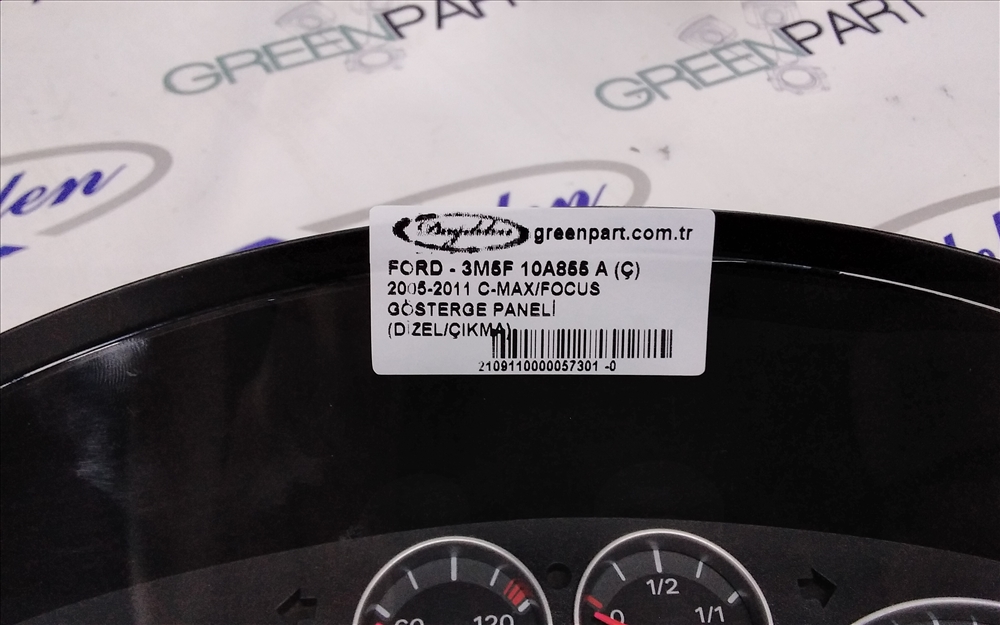 GREENPART
GREENPART
greenpart.com.tr
FORD - 3M5F 10A855 A (Ç)
2005-2011 C-MAX/FOCUS
GÖSTERGE PANELİ
(DİZEL/ÇIKMA)
2109110000057301 -0
60
120
0
1/2
1/1